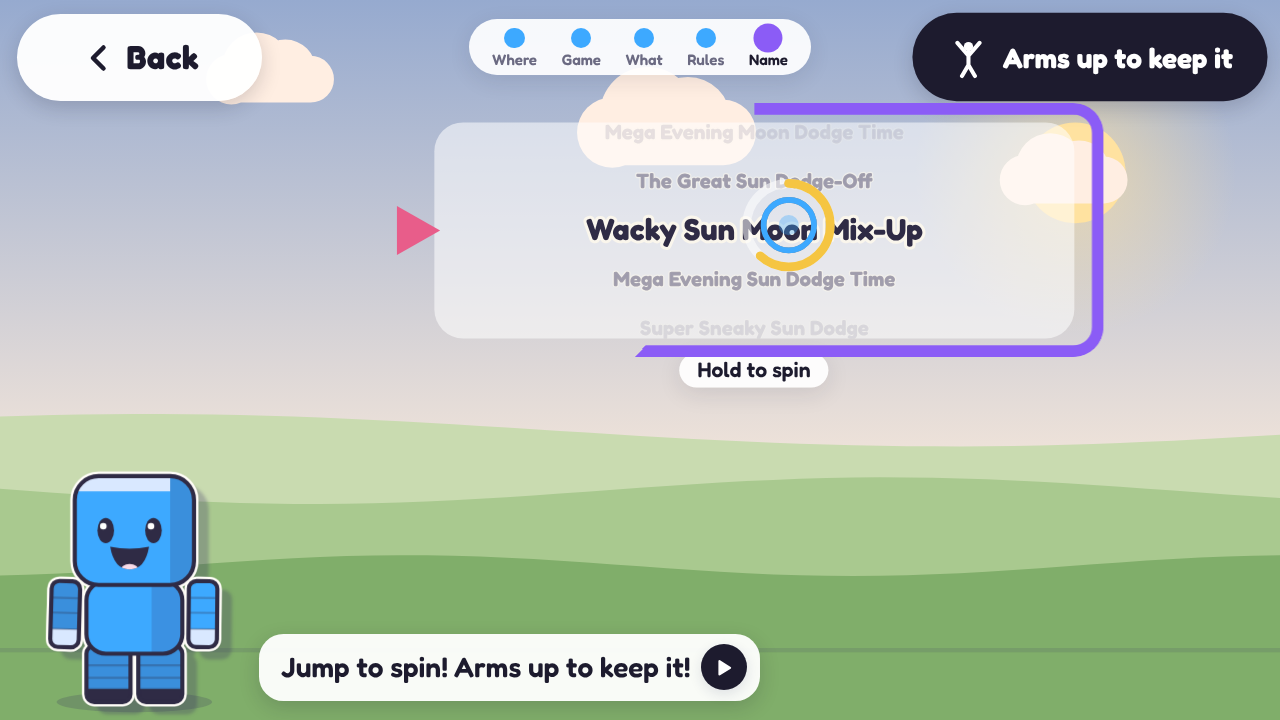 Back
Where
Game
What
Rules
Name
Arms up to keep it
Mega Evening Moon Dodge Time
The Great Sun Dodge-Off
Wacky Sun Moon Mix-Up
Mega Evening Sun Dodge Time
Super Sneaky Sun Dodge
Hold to spin
Jump to spin! Arms up to keep it!